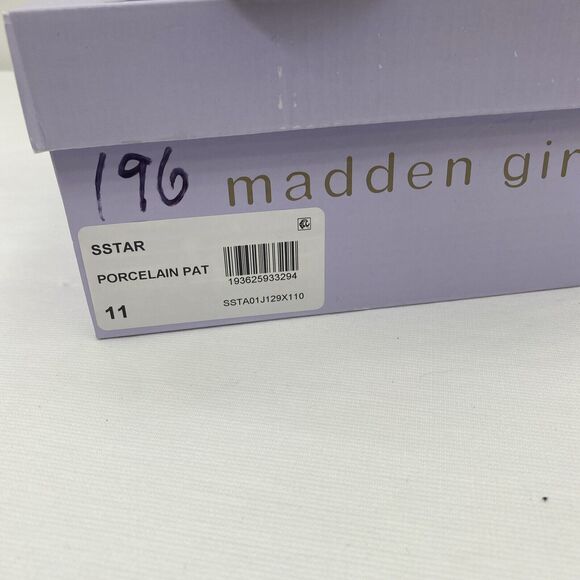 196 madden gir
SSTAR
PORCELAIN PAT
193625933294
11
SSTA01J129X110